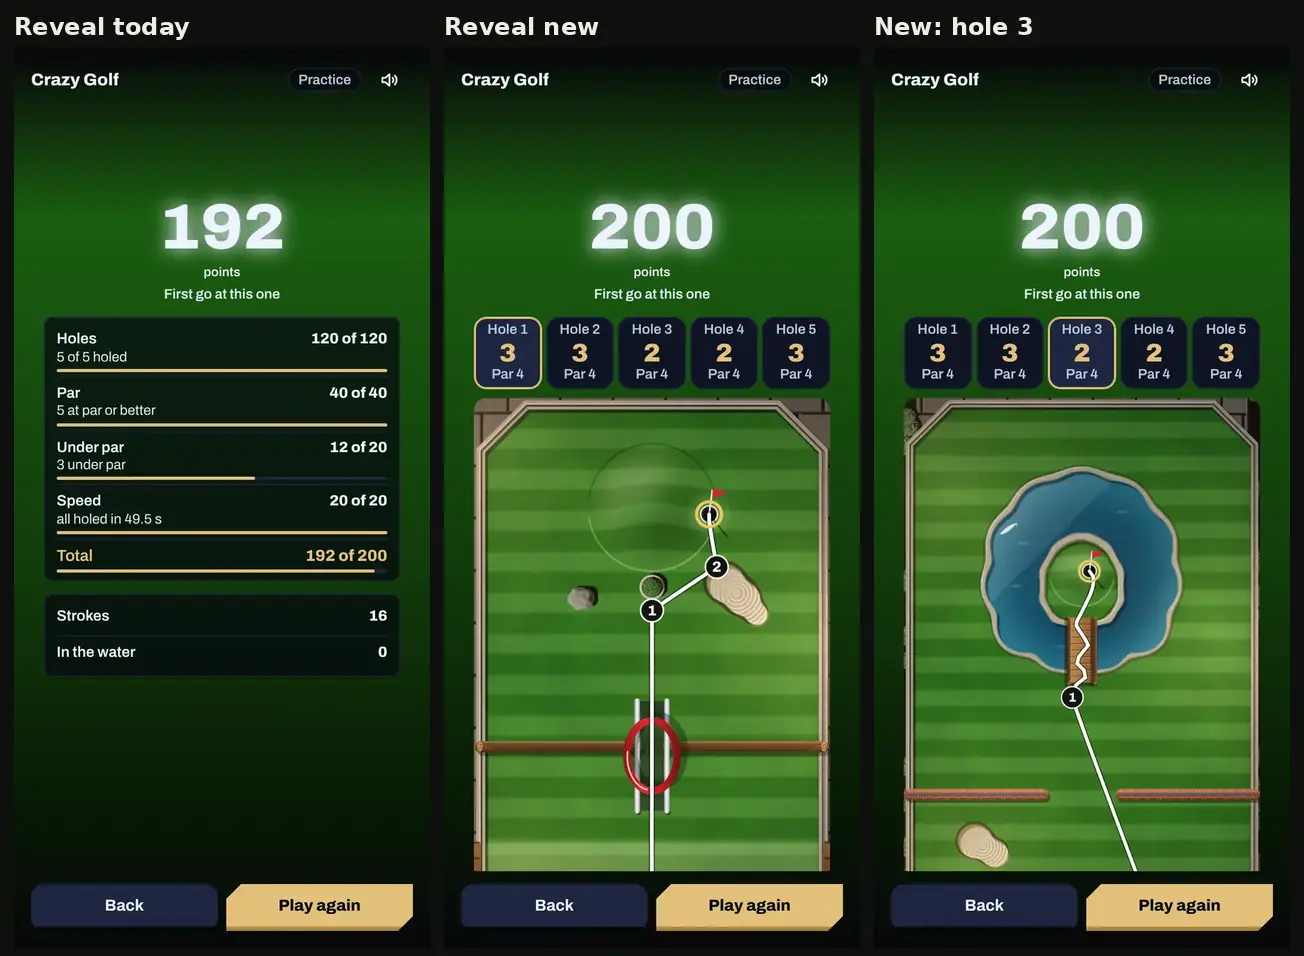 Reveal today
Crazy Golf
Practice
192
points
First go at this one
Holes 120 of 120
5 of 5 holed
Par 40 of 40
5 at par or better
Under par 12 of 20
3 under par
Speed 20 of 20
all holed in 49.5 s
Total 192 of 200
Strokes 16
In the water 0
Back Play again
Reveal new
Crazy Golf
Practice
200
points
First go at this one
Hole 1 Hole 2 Hole 3 Hole 4 Hole 5
3 3 2 2 3
Par 4 Par 4 Par 4 Par 4 Par 4
2
1
Back Play again
New: hole 3
Crazy Golf
Practice
200
points
First go at this one
Hole 1 Hole 2 Hole 3 Hole 4 Hole 5
3 3 2 2 3
Par 4 Par 4 Par 4 Par 4 Par 4
1
Back Play again